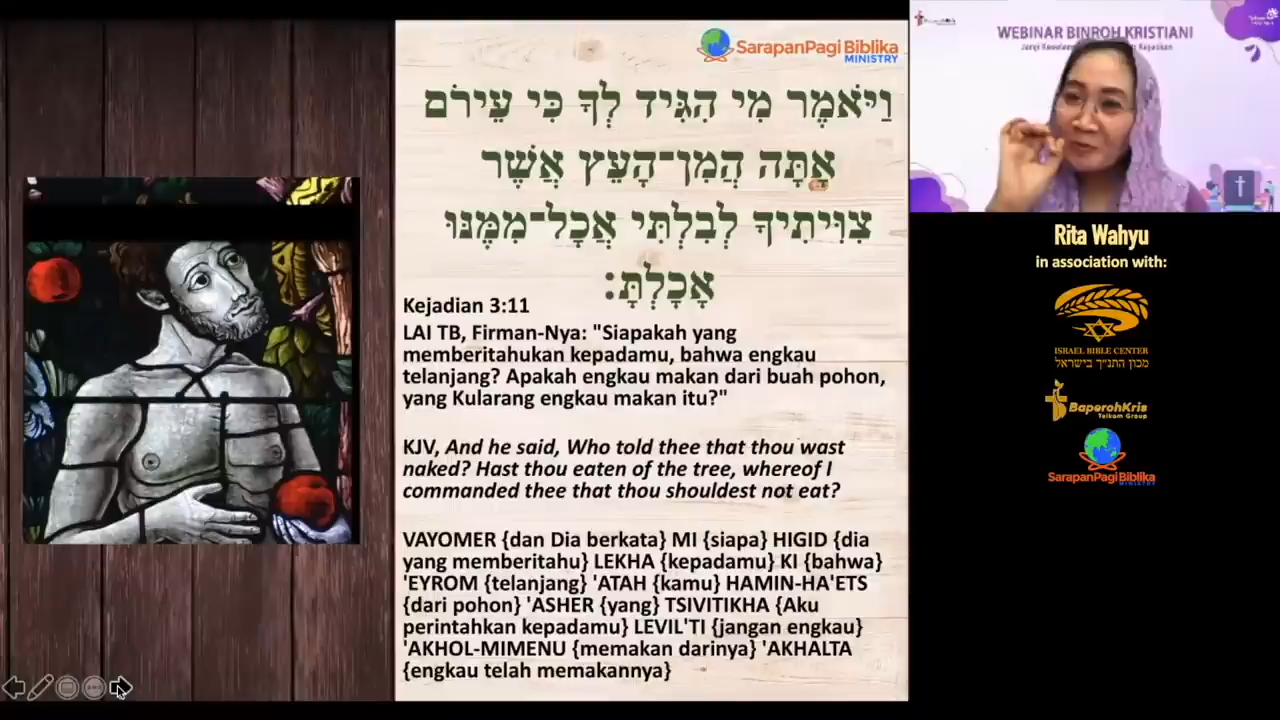 SarapanPagi Biblika
MINISTRY
וַיֹּאמֶר מִי הִגִּיד לְךָ כִּי עֵירֹם
אָתָּה הֲמִן־הָעֵץ אֲשֶׁר
צִוִּיתִיךָ לְבִלְתִּי אֲכָל־מִמֶּנּוּ
אָכָלְתָּ׃
Kejadian 3:11
LAI TB, Firman-Nya: "Siapakah yang
memberitahukan kepadamu, bahwa engkau
telanjang? Apakah engkau makan dari buah pohon,
yang Kularang engkau makan itu?"
KJV, And he said, Who told thee that thou wast
naked? Hast thou eaten of the tree, whereof I
commanded thee that thou shouldest not eat?
VAYOMER {dan Dia berkata} MI {siapa} HIGID {dia
yang memberitahu} LEKHA {kepadamu} KI {bahwa}
'EYROM {telanjang} 'ATAH {kamu} HAMIN-HA'ETS
{dari pohon} 'ASHER {yang} TSIVITIKHA {Aku
perintahkan kepadamu} LEVIL'TI {jangan engkau}
'AKHOL-MIMENU {memakan darinya} 'AKHALTA
{engkau telah memakannya}
WEBINAR BINROH KRISTIANI
Rita Wahyu
in association with:
ISRAEL BIBLE CENTER
מכון התנ״ך בישראל
BaperohKris
Telkom Group
SarapanPagi Biblika
MINISTRY